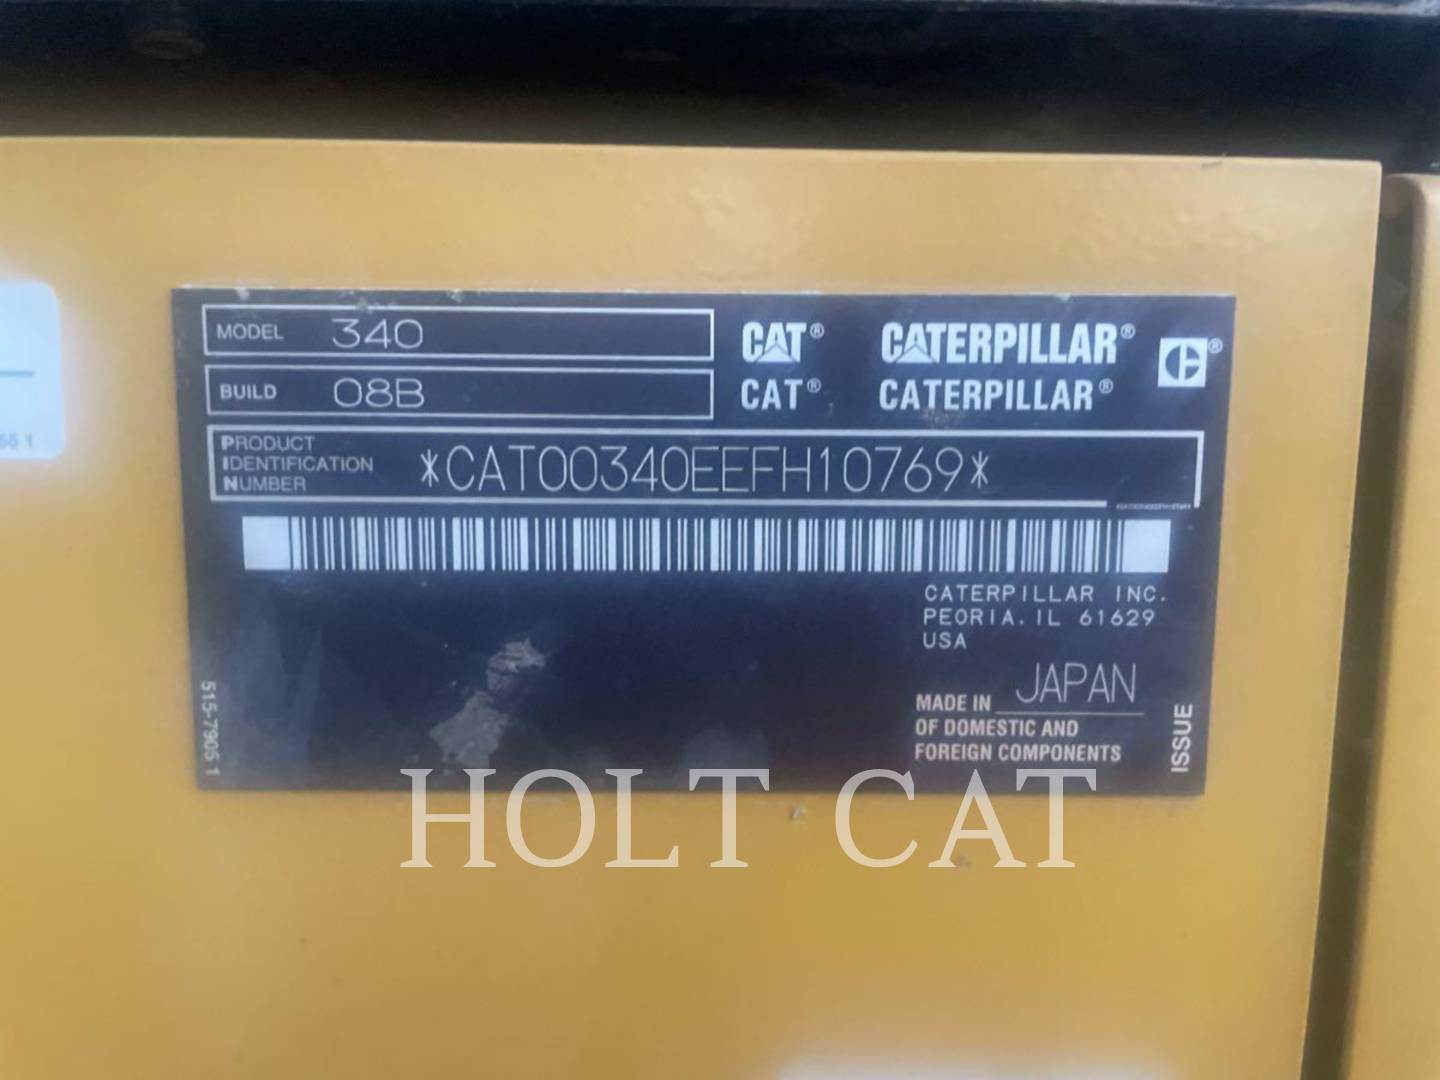 MODEL 340
BUILD 08B
CAT® CATERPILLAR®
CAT® CATERPILLAR®
PRODUCT
IDENTIFICATION
NUMBER
*CAT00340EEFH10769*
CATERPILLAR INC.
PEORIA. IL 61629
USA
MADE IN JAPAN
OF DOMESTIC AND
FOREIGN COMPONENTS
ISSUE
515-7905 1
HOLT CAT